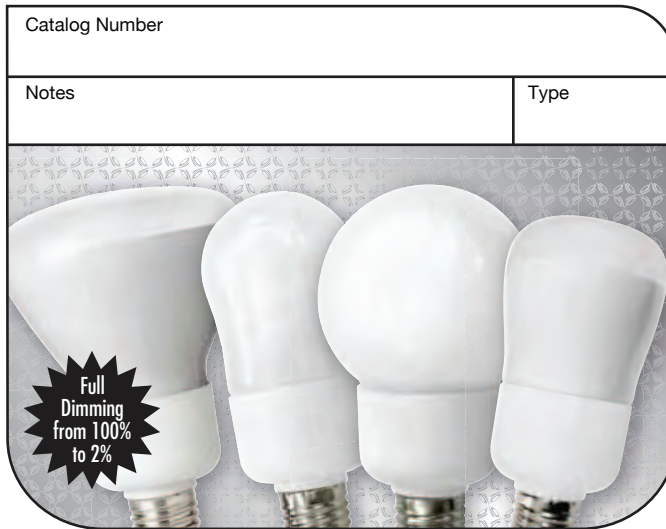 Catalog Number
Notes
Type
Full
Dimming
from 100%
to 2%